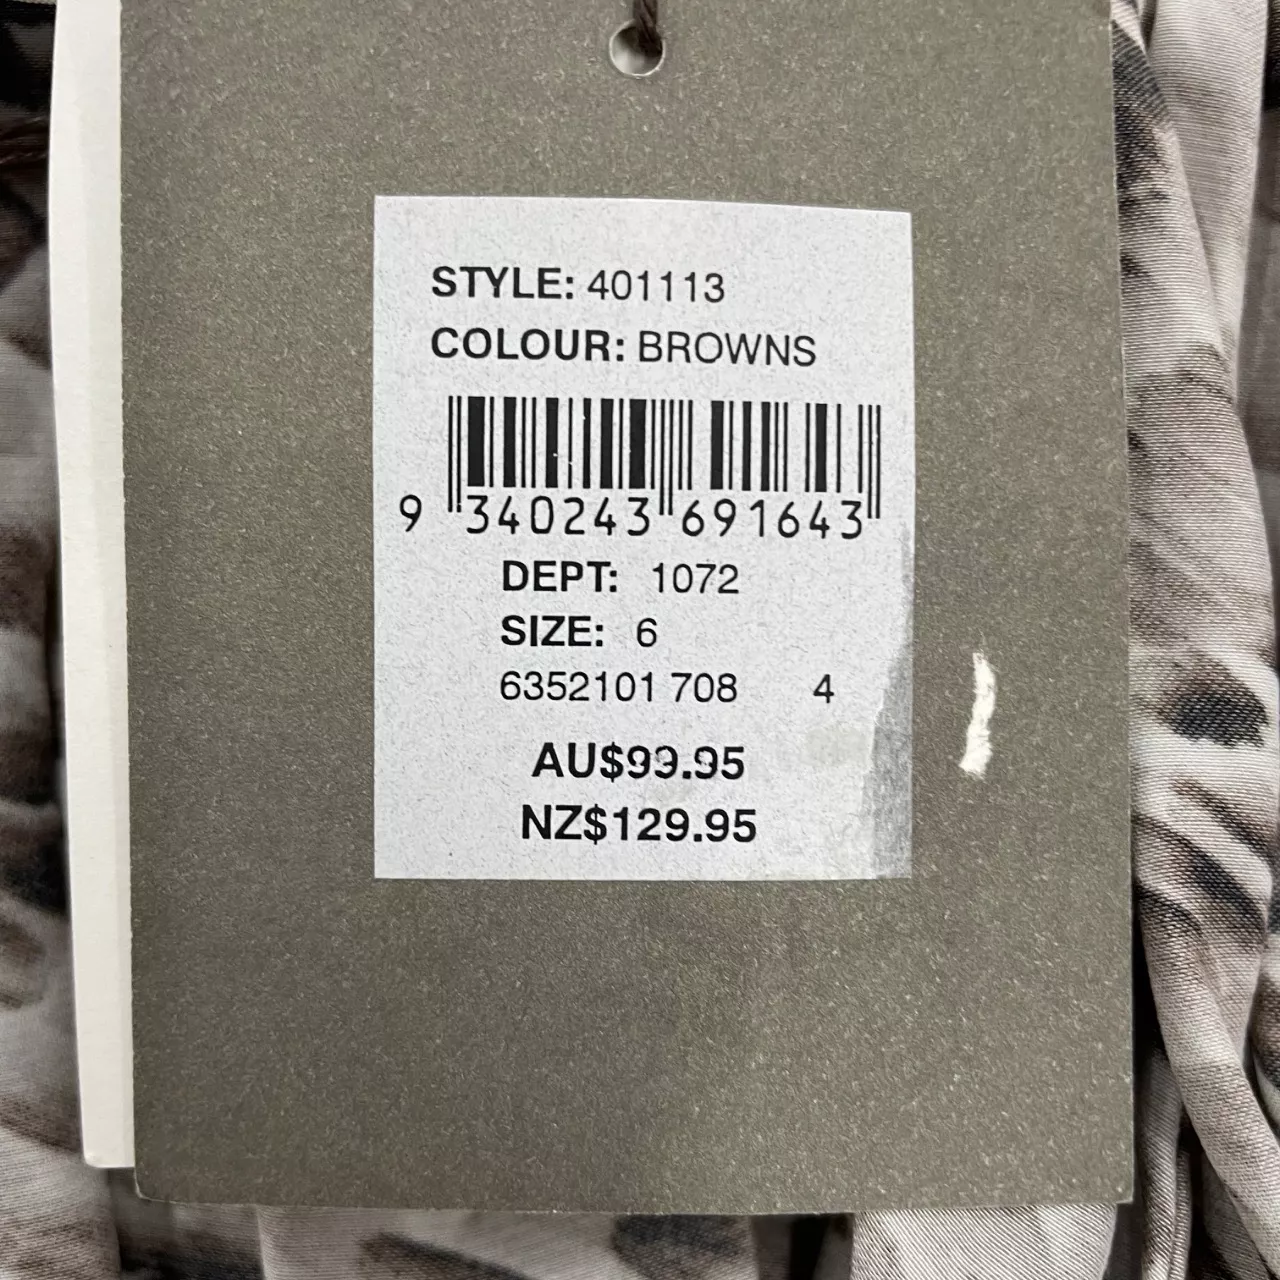 STYLE: 401113
COLOUR: BROWNS
9 340243 691643
DEPT: 1072
SIZE: 6
6352101 708 4
AU$99.95
NZ$129.95